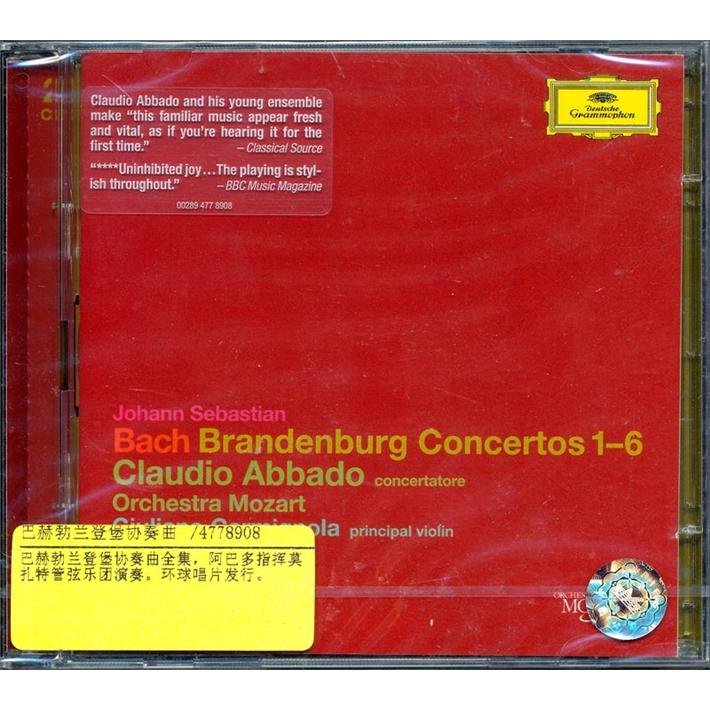 2
Claudio Abbado and his young ensemble
make “this familiar music appear fresh
and vital, as if you’re hearing it for the
first time.” – Classical Source
“****Uninhibited joy…The playing is styl-
ish throughout.” – BBC Music Magazine
00289 477 8908
Deutsche
Grammophon
Johann Sebastian
Bach Brandenburg Concertos 1–6
Claudio Abbado concertatore
Orchestra Mozart
principal violin
巴赫勃兰登堡协奏曲 /4778908
巴赫勃兰登堡协奏曲全集，阿巴多指挥莫
扎特管弦乐团演奏。环球唱片发行。